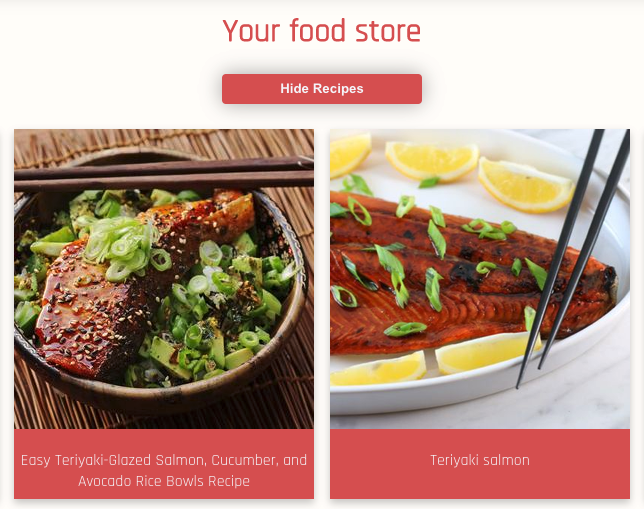 Your food store
Hide Recipes
Easy Teriyaki-Glazed Salmon, Cucumber, and
Avocado Rice Bowls Recipe
Teriyaki salmon